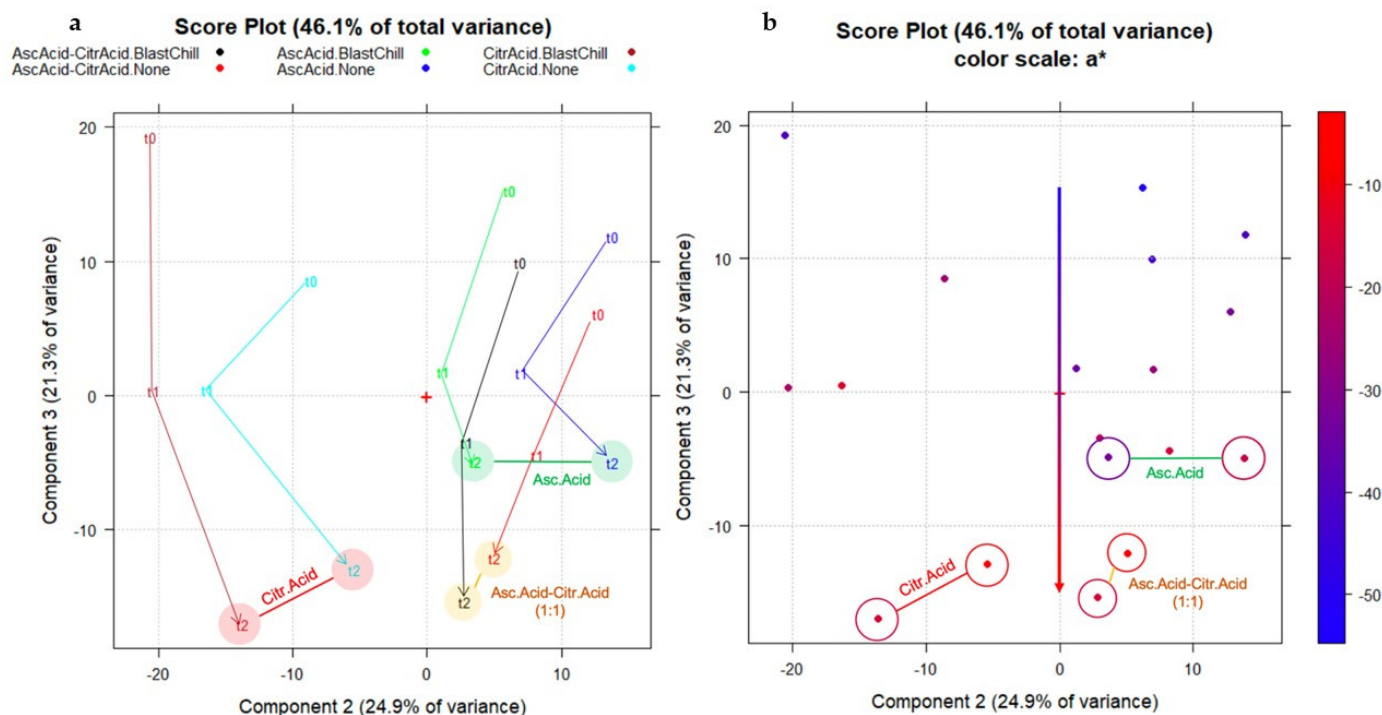 a
Score Plot (46.1% of total variance)
AscAcid-CitrAcid.BlastChill
AscAcid.BlastChill
CitrAcid.BlastChill
AscAcid-CitrAcid.None
AscAcid.None
CitrAcid.None
20
10
0
-10
Component 3 (21.3% of variance)
t0
t0
t0
t0
t0
t0
t1
t1
t1
t1
t1
t1
t2
t2
Asc.Acid
t2
t2
t2
t2
Citr.Acid
Asc.Acid-Citr.Acid
(1:1)
-20
-10
0
10
Component 2 (24.9% of variance)
b
Score Plot (46.1% of total variance)
color scale: a*
20
10
0
-10
Component 3 (21.3% of variance)
Asc.Acid
Citr.Acid
Asc.Acid-Citr.Acid
(1:1)
-20
-10
0
10
Component 2 (24.9% of variance)
-10
-20
-30
-40
-50